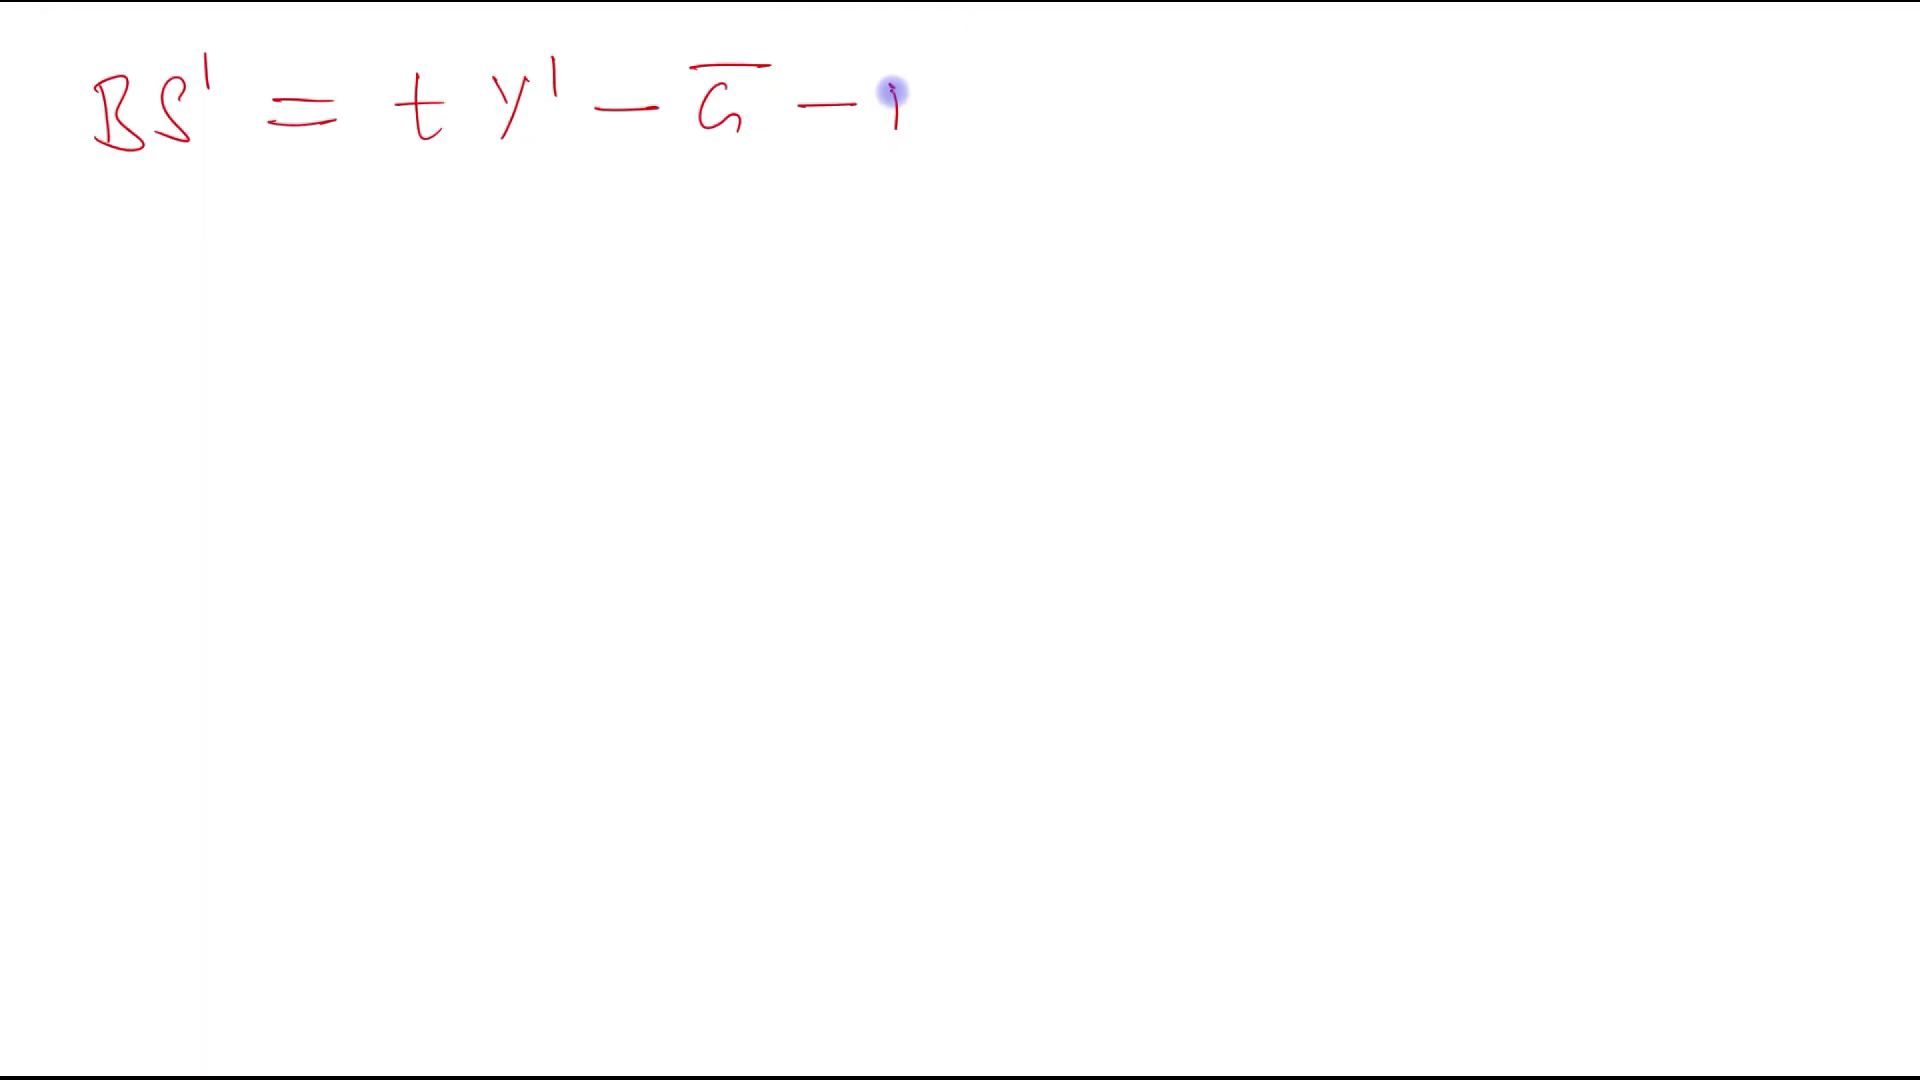 BS' = t Y' – G̅ –